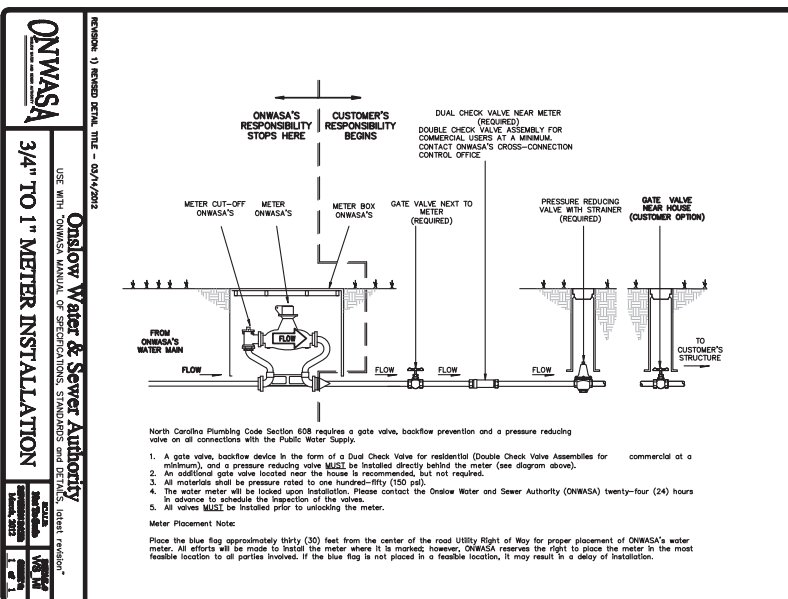 REVISION: 1) REVISED DETAIL TITLE - 03/14/2012
ONWASA
Onslow Water & Sewer Authority
USE WITH "ONWASA MANUAL OF SPECIFICATIONS, STANDARDS and DETAILS, latest revision"
3/4" TO 1" METER INSTALLATION
SCALE:
Not To Scale
March, 2012
1 of 1
ONWASA'S
RESPONSIBILITY
STOPS HERE
CUSTOMER'S
RESPONSIBILITY
BEGINS
DUAL CHECK VALVE NEAR METER
(REQUIRED)
DOUBLE CHECK VALVE ASSEMBLY FOR
COMMERCIAL USERS AT A MINIMUM.
CONTACT ONWASA'S CROSS-CONNECTION
CONTROL OFFICE
METER CUT-OFF
ONWASA'S
METER
ONWASA'S
METER BOX
ONWASA'S
GATE VALVE NEXT TO
METER
(REQUIRED)
PRESSURE REDUCING
VALVE WITH STRAINER
(REQUIRED)
GATE VALVE
NEAR HOUSE
(CUSTOMER OPTION)
FROM
ONWASA'S
WATER MAIN
FLOW
FLOW
FLOW
FLOW
FLOW
TO
CUSTOMER'S
STRUCTURE
North Carolina Plumbing Code Section 608 requires a gate valve, backflow prevention and a pressure reducing
valve on all connections with the Public Water Supply.
1. A gate valve, backflow device in the form of a Dual Check Valve for residential (Double Check Valve Assemblies for commercial at a
minimum), and a pressure reducing valve MUST be installed directly behind the meter (see diagram above).
2. An additional gate valve located near the house is recommended, but not required.
3. All materials shall be pressure rated to one hundred-fifty (150 psi).
4. The water meter will be locked upon installation. Please contact the Onslow Water and Sewer Authority (ONWASA) twenty-four (24) hours
in advance to schedule the inspection of the valves.
5. All valves MUST be installed prior to unlocking the meter.
Meter Placement Note:
Place the blue flag approximately thirty (30) feet from the center of the road Utility Right of Way for proper placement of ONWASA's water
meter. All efforts will be made to install the meter where it is marked; however, ONWASA reserves the right to place the meter in the most
feasible location to all parties involved. If the blue flag is not placed in a feasible location, it may result in a delay of installation.